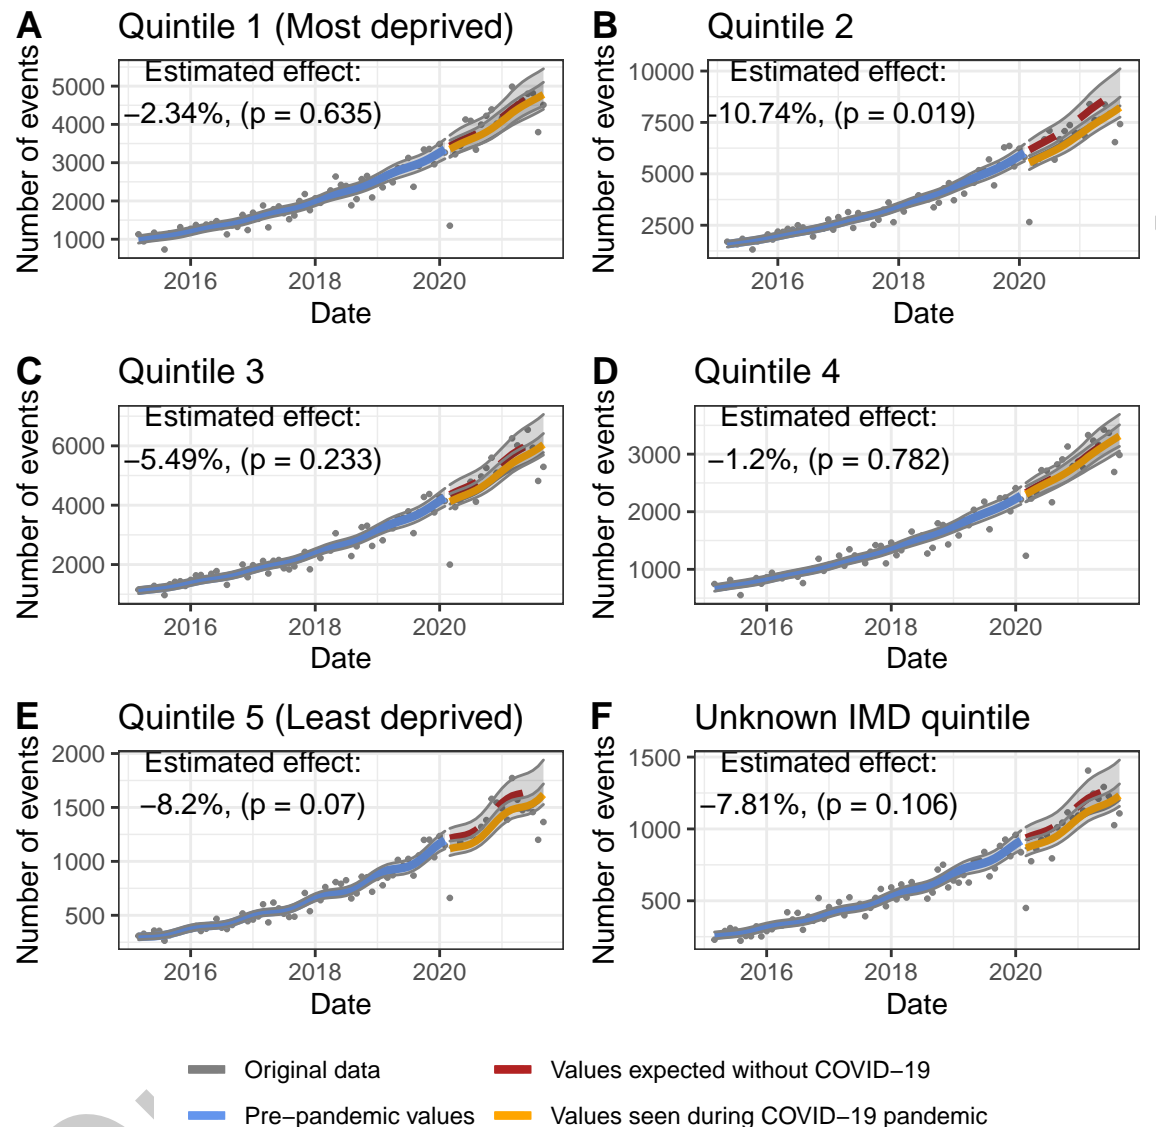 A Quintile 1 (Most deprived)
Number of events
Estimated effect:
−2.34%, (p = 0.635)
5000
4000
3000
2000
1000
2016 2018 2020
Date
B Quintile 2
Number of events
Estimated effect:
−10.74%, (p = 0.019)
10000
7500
5000
2500
2016 2018 2020
Date
C Quintile 3
Number of events
Estimated effect:
−5.49%, (p = 0.233)
6000
4000
2000
2016 2018 2020
Date
D Quintile 4
Number of events
Estimated effect:
−1.2%, (p = 0.782)
3000
2000
1000
2016 2018 2020
Date
E Quintile 5 (Least deprived)
Number of events
Estimated effect:
−8.2%, (p = 0.07)
2000
1500
1000
500
2016 2018 2020
Date
F Unknown IMD quintile
Number of events
Estimated effect:
−7.81%, (p = 0.106)
1500
1000
500
2016 2018 2020
Date
Original data
Values expected without COVID−19
Pre−pandemic values
Values seen during COVID−19 pandemic